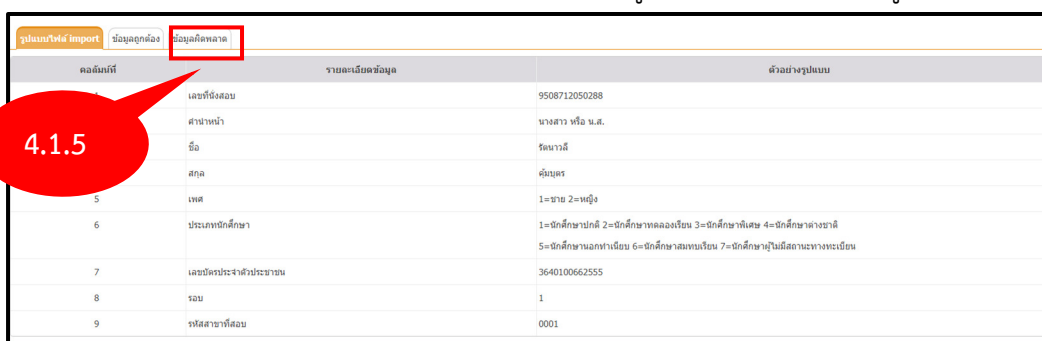 รูปแบบไฟล์ import ข้อมูลถูกต้อง ข้อมูลผิดพลาด
คอลัมน์ที่ รายละเอียดข้อมูล ตัวอย่างรูปแบบ
เลขที่นั่งสอบ 9508712050288
คำนำหน้า นางสาว หรือ น.ส.
4.1.5
ชื่อ รัตนาวลี
สกุล คุ้มบุตร
5 เพศ 1=ชาย 2=หญิง
6 ประเภทนักศึกษา 1=นักศึกษาปกติ 2=นักศึกษาทดลองเรียน 3=นักศึกษาพิเศษ 4=นักศึกษาต่างชาติ
5=นักศึกษานอกทำเนียบ 6=นักศึกษาสมทบเรียน 7=นักศึกษาผู้ไม่มีสถานะทางทะเบียน
7 เลขบัตรประจำตัวประชาชน 3640100662555
8 รอบ 1
9 รหัสสาขาที่สอบ 0001